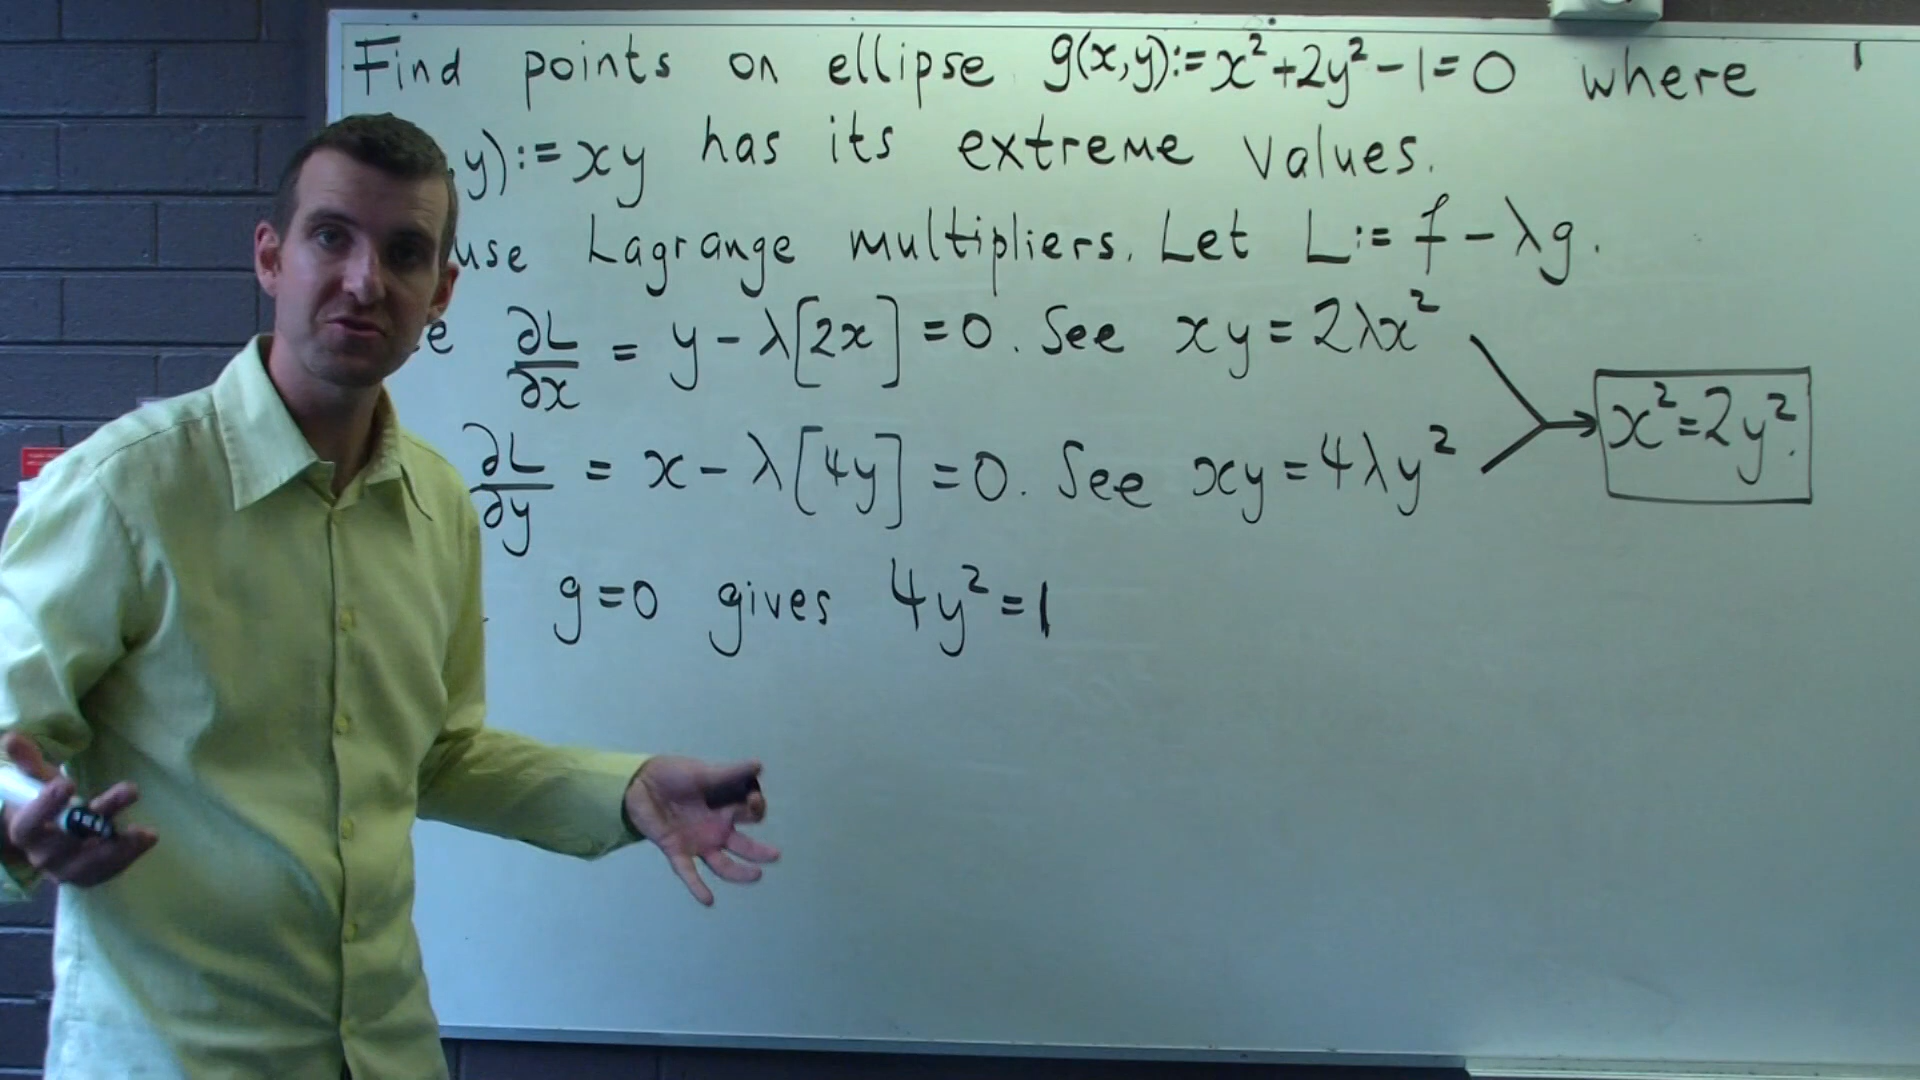 Find points on ellipse g(x,y):=x²+2y²-1=0 where
y):=xy has its extreme values.
use Lagrange multipliers. Let L:= f-λg.
e ∂L/∂x = y-λ[2x]=0. See xy=2λx²
x²=2y².
∂L/∂y = x-λ[4y]=0. See xy=4λy²
g=0 gives 4y²=1